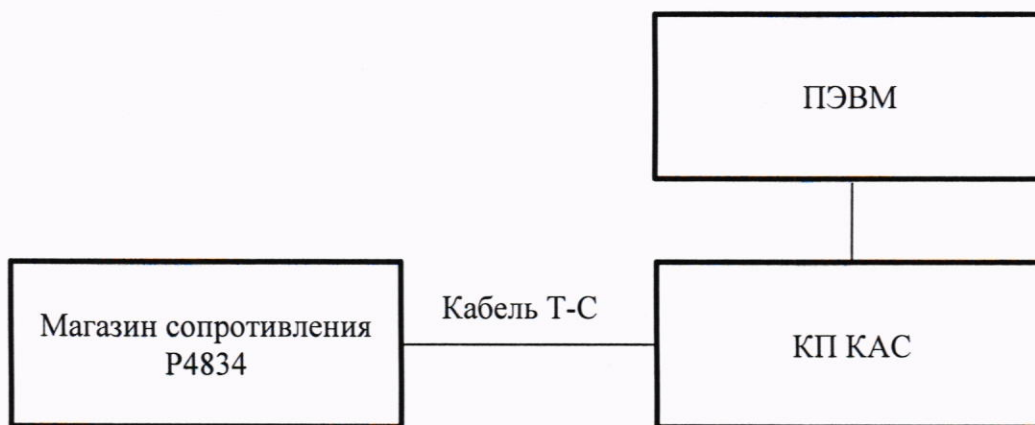 ПЭВМ
Магазин сопротивления
Р4834
Кабель Т-С
КП КАС